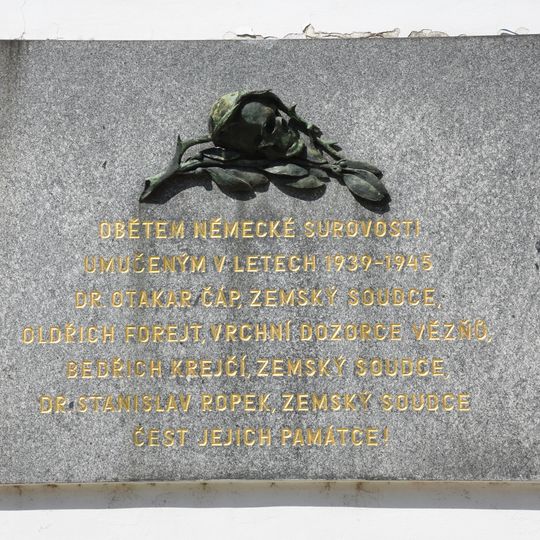 OBĚTEM NĚMECKÉ SUROVOSTI
UMUČENÝM V LETECH 1939-1945
DR OTAKAR ČÁP, ZEMSKÝ SOUDCE,
OLDŘICH FOREJT, VRCHNÍ DOZORCE VĚZŇŮ,
BEDŘICH KREJČÍ, ZEMSKÝ SOUDCE,
DR STANISLAV ROPEK, ZEMSKÝ SOUDCE
ČEST JEJICH PAMÁTCE!